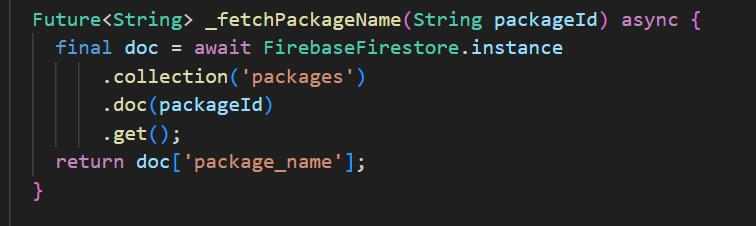 Future<String> _fetchPackageName(String packageId) async {
  final doc = await FirebaseFirestore.instance
      .collection('packages')
      .doc(packageId)
      .get();
  return doc['package_name'];
}